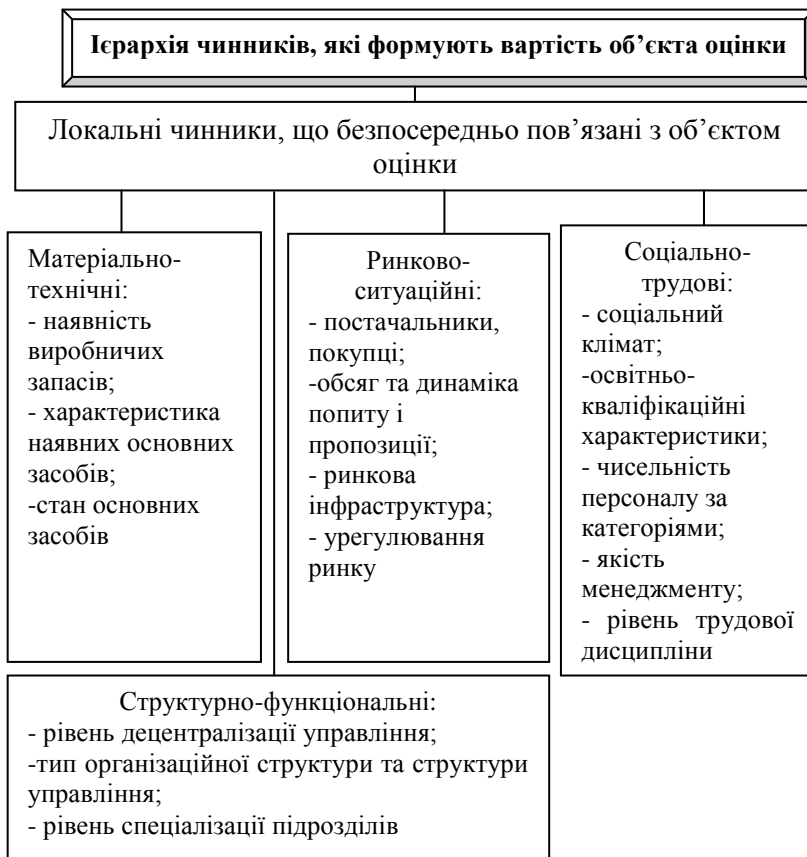 Ієрархія чинників, які формують вартість об’єкта оцінки
Локальні чинники, що безпосередньо пов’язані з об’єктом
оцінки
Матеріально-
технічні:
- наявність
виробничих
запасів;
- характеристика
наявних основних
засобів;
-стан основних
засобів
Ринково-
ситуаційні:
- постачальники,
покупці;
-обсяг та динаміка
попиту і
пропозиції;
- ринкова
інфраструктура;
- урегулювання
ринку
Соціально-
трудові:
- соціальний
клімат;
-освітньо-
кваліфікаційні
характеристики;
- чисельність
персоналу за
категоріями;
- якість
менеджменту;
- рівень трудової
дисципліни
Структурно-функціональні:
- рівень децентралізації управління;
-тип організаційної структури та структури
управління;
- рівень спеціалізації підрозділів